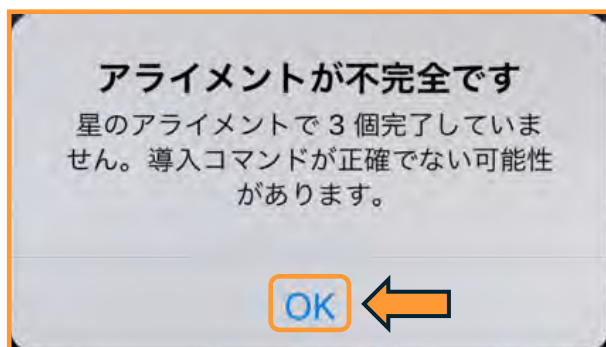 アライメントが不完全です
星のアライメントで 3 個完了していま
せん。導入コマンドが正確でない可能性
があります。
OK